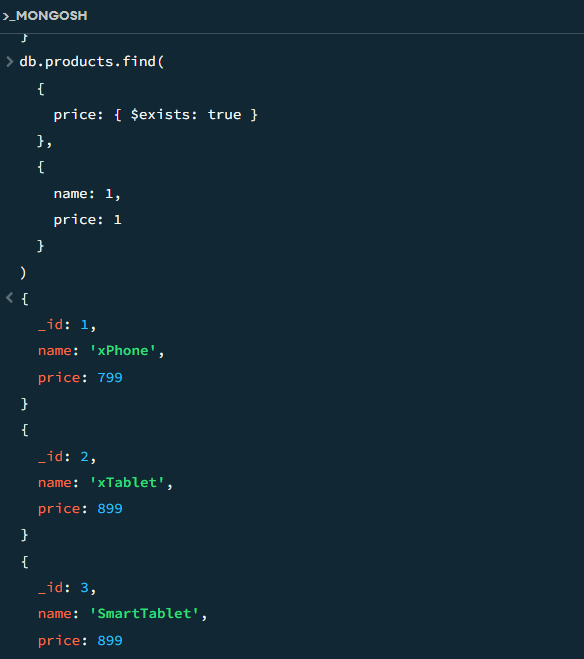 >_MONGOSH
}
> db.products.find(
{
price: { $exists: true }
},
{
name: 1,
price: 1
}
)
< {
_id: 1,
name: 'xPhone',
price: 799
}
{
_id: 2,
name: 'xTablet',
price: 899
}
{
_id: 3,
name: 'SmartTablet',
price: 899